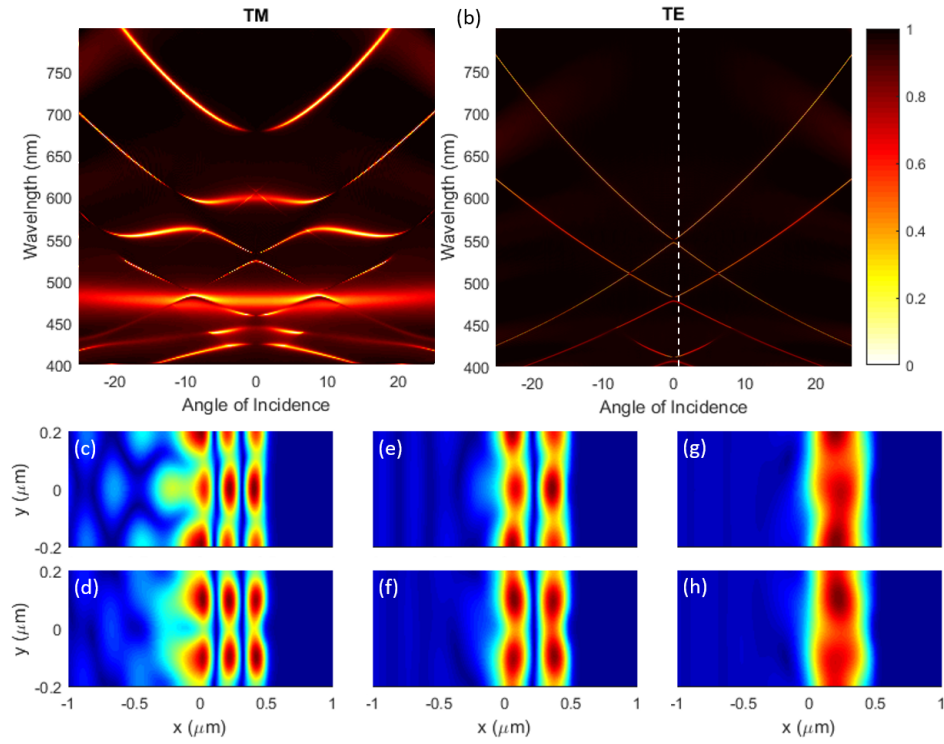 TM
(b)
TE
Wavelngth (nm)
750
700
650
600
550
500
450
400
-20
-10
0
10
20
Angle of Incidence
Wavelngth (nm)
750
700
650
600
550
500
450
400
-20
-10
0
10
20
Angle of Incidence
1
0.8
0.6
0.4
0.2
0
(c)
(e)
(g)
y (μm)
0.2
0
-0.2
(d)
(f)
(h)
y (μm)
0.2
0
-0.2
-1
-0.5
0
0.5
1
x (μm)
-1
-0.5
0
0.5
1
x (μm)
-1
-0.5
0
0.5
1
x (μm)